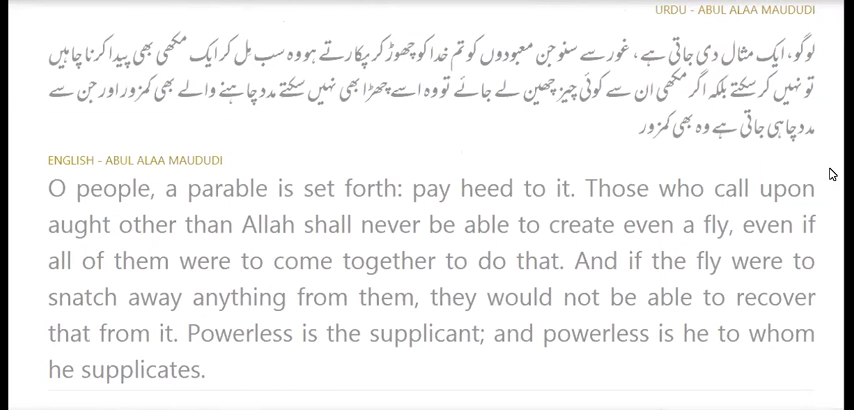 URDU - ABUL ALAA MAUDUDI
لوگو، ایک مثال دی جاتی ہے، غور سے سنو جن معبودوں کو تم خدا کو چھوڑ کر پکارتے ہو وہ سب مِل کر ایک مکھی بھی پیدا کرنا چاہیں
تو نہیں کر سکتے بلکہ اگر مکھی ان سے کوئی چیز چھین لے جائے تو وہ اسے چھڑا بھی نہیں سکتے مدد چاہنے والے بھی کمزور اور جن سے
مدد چاہی جاتی ہے وہ بھی کمزور
ENGLISH - ABUL ALAA MAUDUDI
O people, a parable is set forth: pay heed to it. Those who call upon
aught other than Allah shall never be able to create even a fly, even if
all of them were to come together to do that. And if the fly were to
snatch away anything from them, they would not be able to recover
that from it. Powerless is the supplicant; and powerless is he to whom
he supplicates.